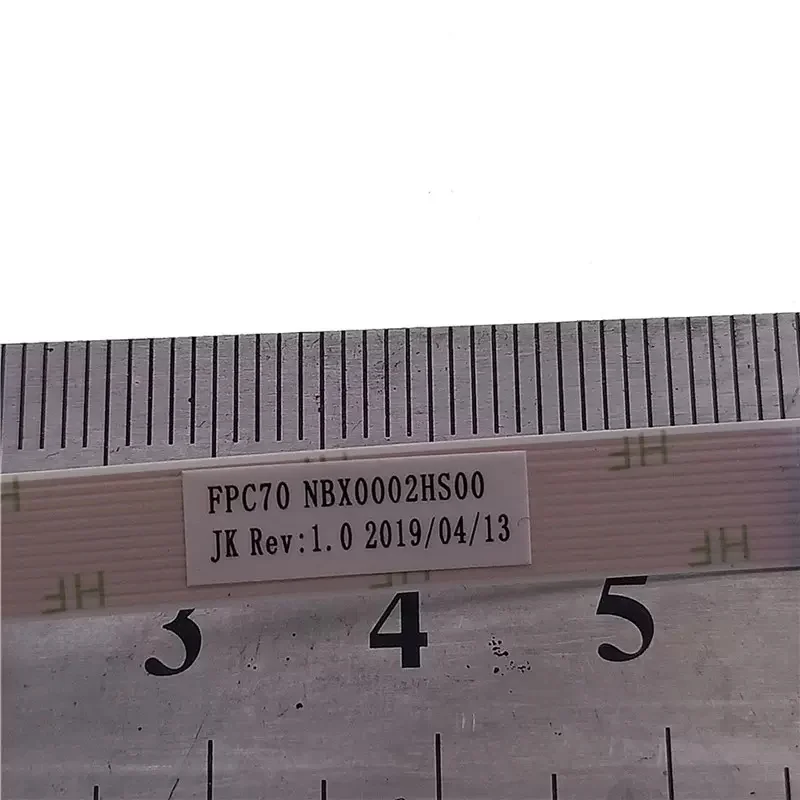 HF
FPC70 NBX0002HS00
JK Rev:1.0 2019/04/13
HF
HF
3 4 5